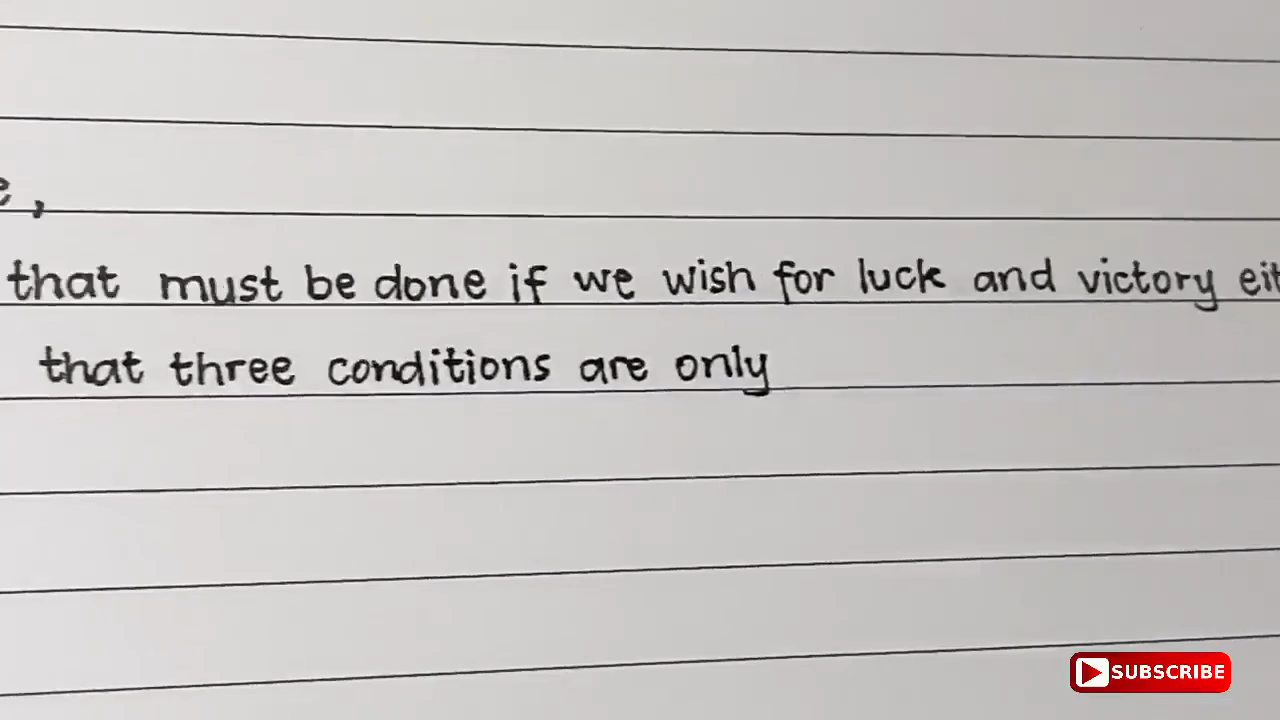 that must be done if we wish for luck and victory
that three conditions are only
SUBSCRIBE